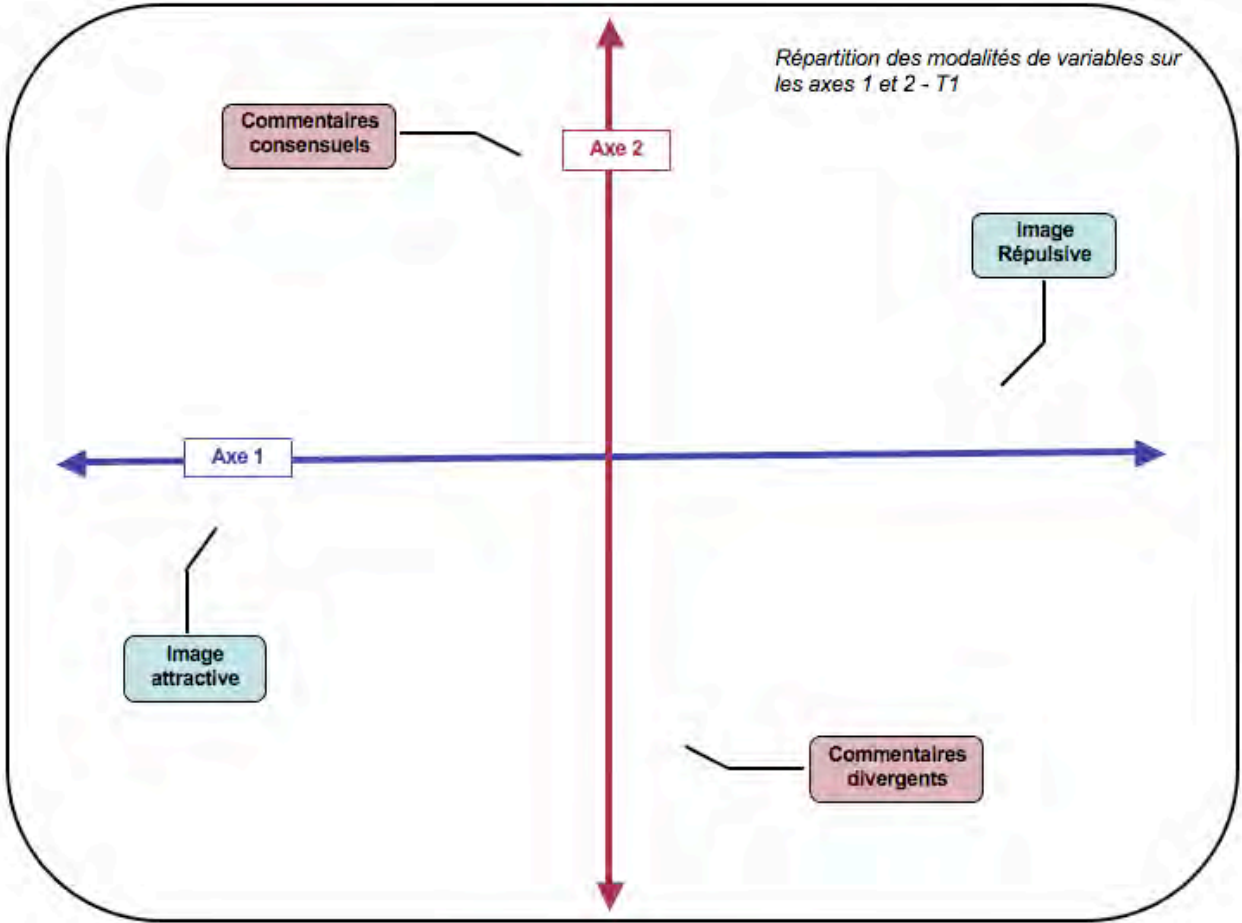 Répartition des modalités de variables sur
les axes 1 et 2 - T1
Commentaires
consensuels
Axe 2
Image
Répulsive
Axe 1
Image
attractive
Commentaires
divergents